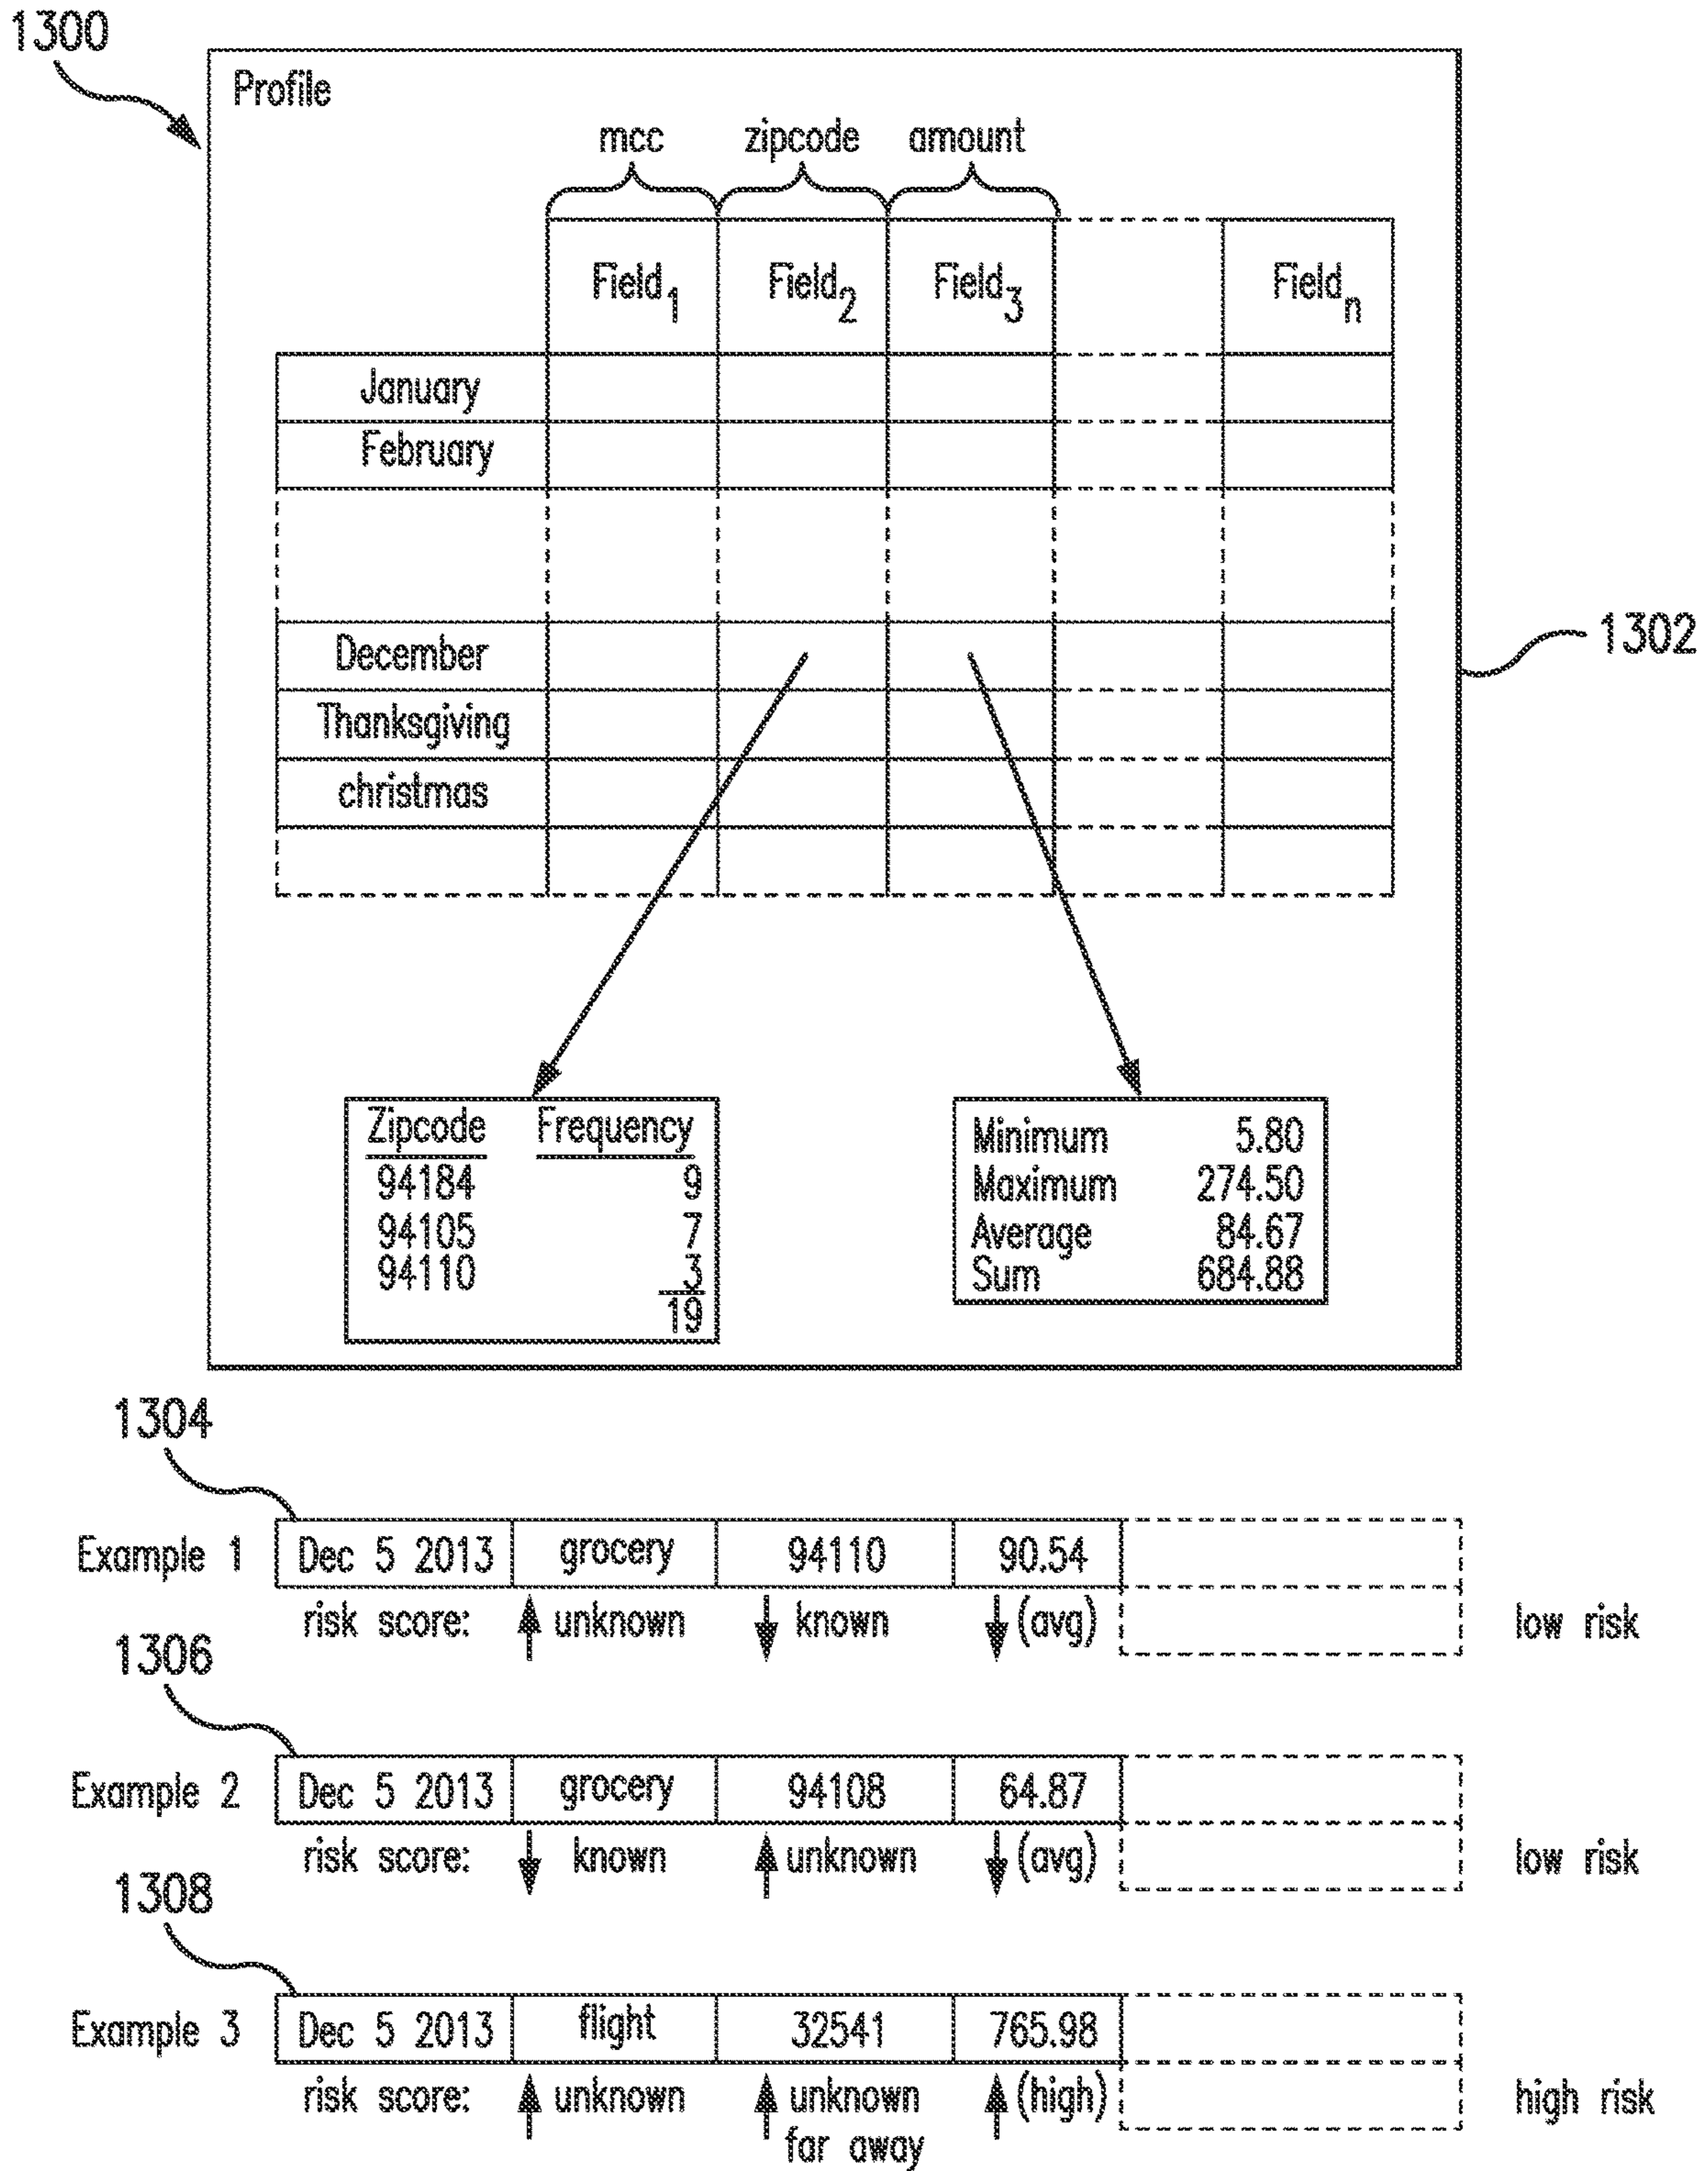 1300
Profile
mcc zipcode amount
Field1 Field2 Field3 Fieldn
January
February
1302
December
Thanksgiving
christmas
Zipcode Frequency
94184 9
94105 7
94110 3
19
Minimum 5.80
Maximum 274.50
Average 84.67
Sum 684.88
1304
Example 1 Dec 5 2013 grocery 94110 90.54
risk score: ↑ unknown ↓ known ↓ (avg) low risk
1306
Example 2 Dec 5 2013 grocery 94108 64.87
risk score: ↓ known ↑ unknown ↓ (avg) low risk
1308
Example 3 Dec 5 2013 flight 32541 765.98
risk score: ↑ unknown ↑ unknown ↑ (high) high risk
far away